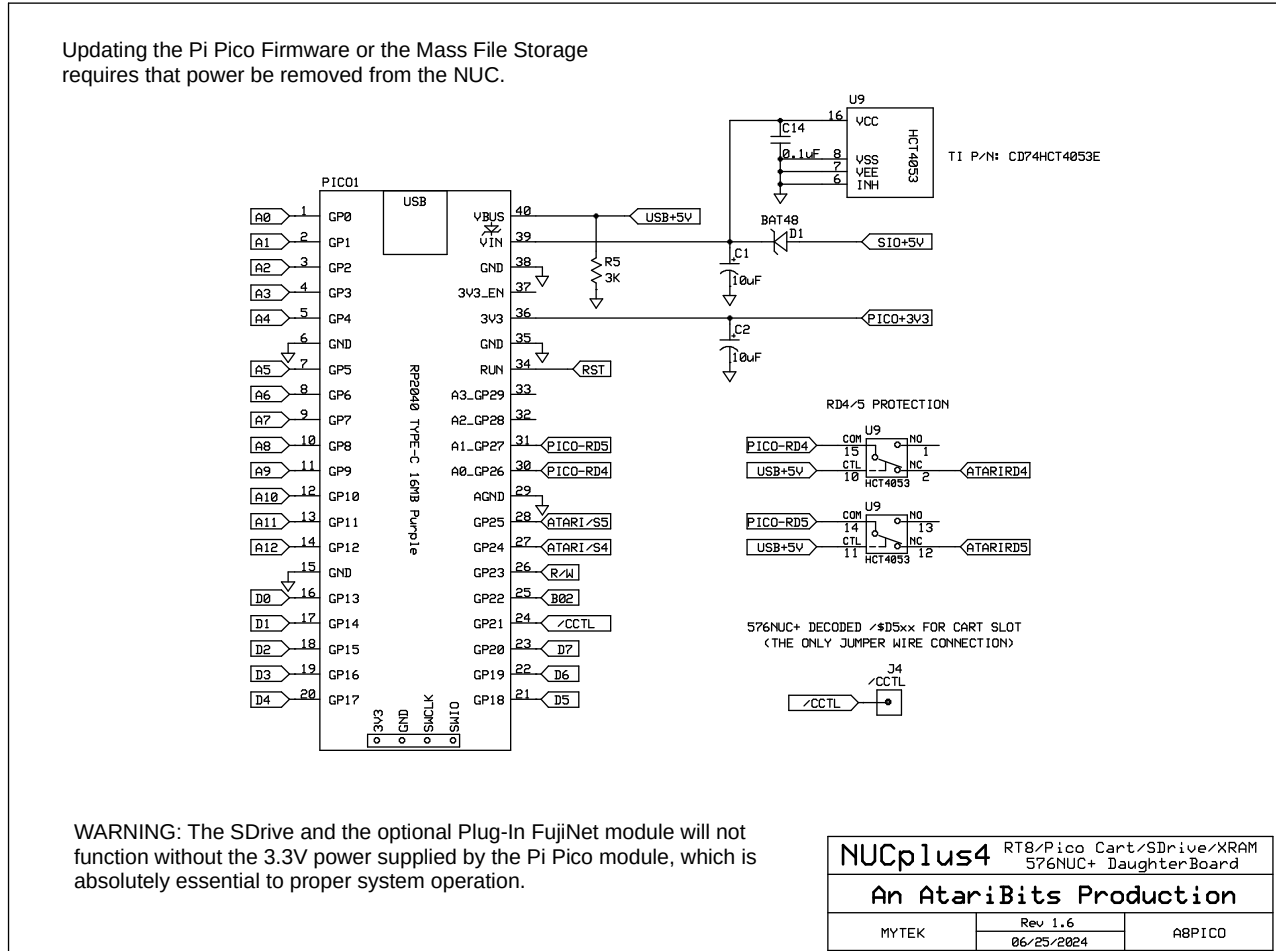 Updating the Pi Pico Firmware or the Mass File Storage
requires that power be removed from the NUC.
U9
16 VCC
C14
0.1uF
8 VSS
7 VEE
6 INH
HCT4053
TI P/N: CD74HCT4053E
PICO1
USB
RP2040 TYPE-C 16MB Purple
A0 1 GP0
A1 2 GP1
A2 3 GP2
A3 4 GP3
A4 5 GP4
6 GND
A5 7 GP5
A6 8 GP6
A7 9 GP7
A8 10 GP8
A9 11 GP9
A10 12 GP10
A11 13 GP11
A12 14 GP12
15 GND
D0 16 GP13
D1 17 GP14
D2 18 GP15
D3 19 GP16
D4 20 GP17
VBUS 40 USB+5V
VIN 39
GND 38
3V3_EN 37
3V3 36 PICO+3V3
GND 35
RUN 34 RST
A3_GP29 33
A2_GP28 32
A1_GP27 31 PICO-RD5
A0_GP26 30 PICO-RD4
AGND 29
GP25 28 ATARI/S5
GP24 27 ATARI/S4
GP23 26 R/W
GP22 25 B02
GP21 24 /CCTL
GP20 23 D7
GP19 22 D6
GP18 21 D5
3V3
GND
SWCLK
SWIO
R5
3K
BAT48
D1
SIO+5V
C1
10uF
C2
10uF
RD4/5 PROTECTION
U9
PICO-RD4 COM 15 NO 1
USB+5V CTL 10 NC 2 ATARIRD4
HCT4053
U9
PICO-RD5 COM 14 NO 13
USB+5V CTL 11 NC 12 ATARIRD5
HCT4053
576NUC+ DECODED /$D5xx FOR CART SLOT
(THE ONLY JUMPER WIRE CONNECTION)
J4
/CCTL
/CCTL
WARNING: The SDrive and the optional Plug-In FujiNet module will not
function without the 3.3V power supplied by the Pi Pico module, which is
absolutely essential to proper system operation.
NUCplus4 RT8/Pico Cart/SDrive/XRAM
576NUC+ DaughterBoard
An AtariBits Production
MYTEK
Rev 1.6
06/25/2024
A8PICO